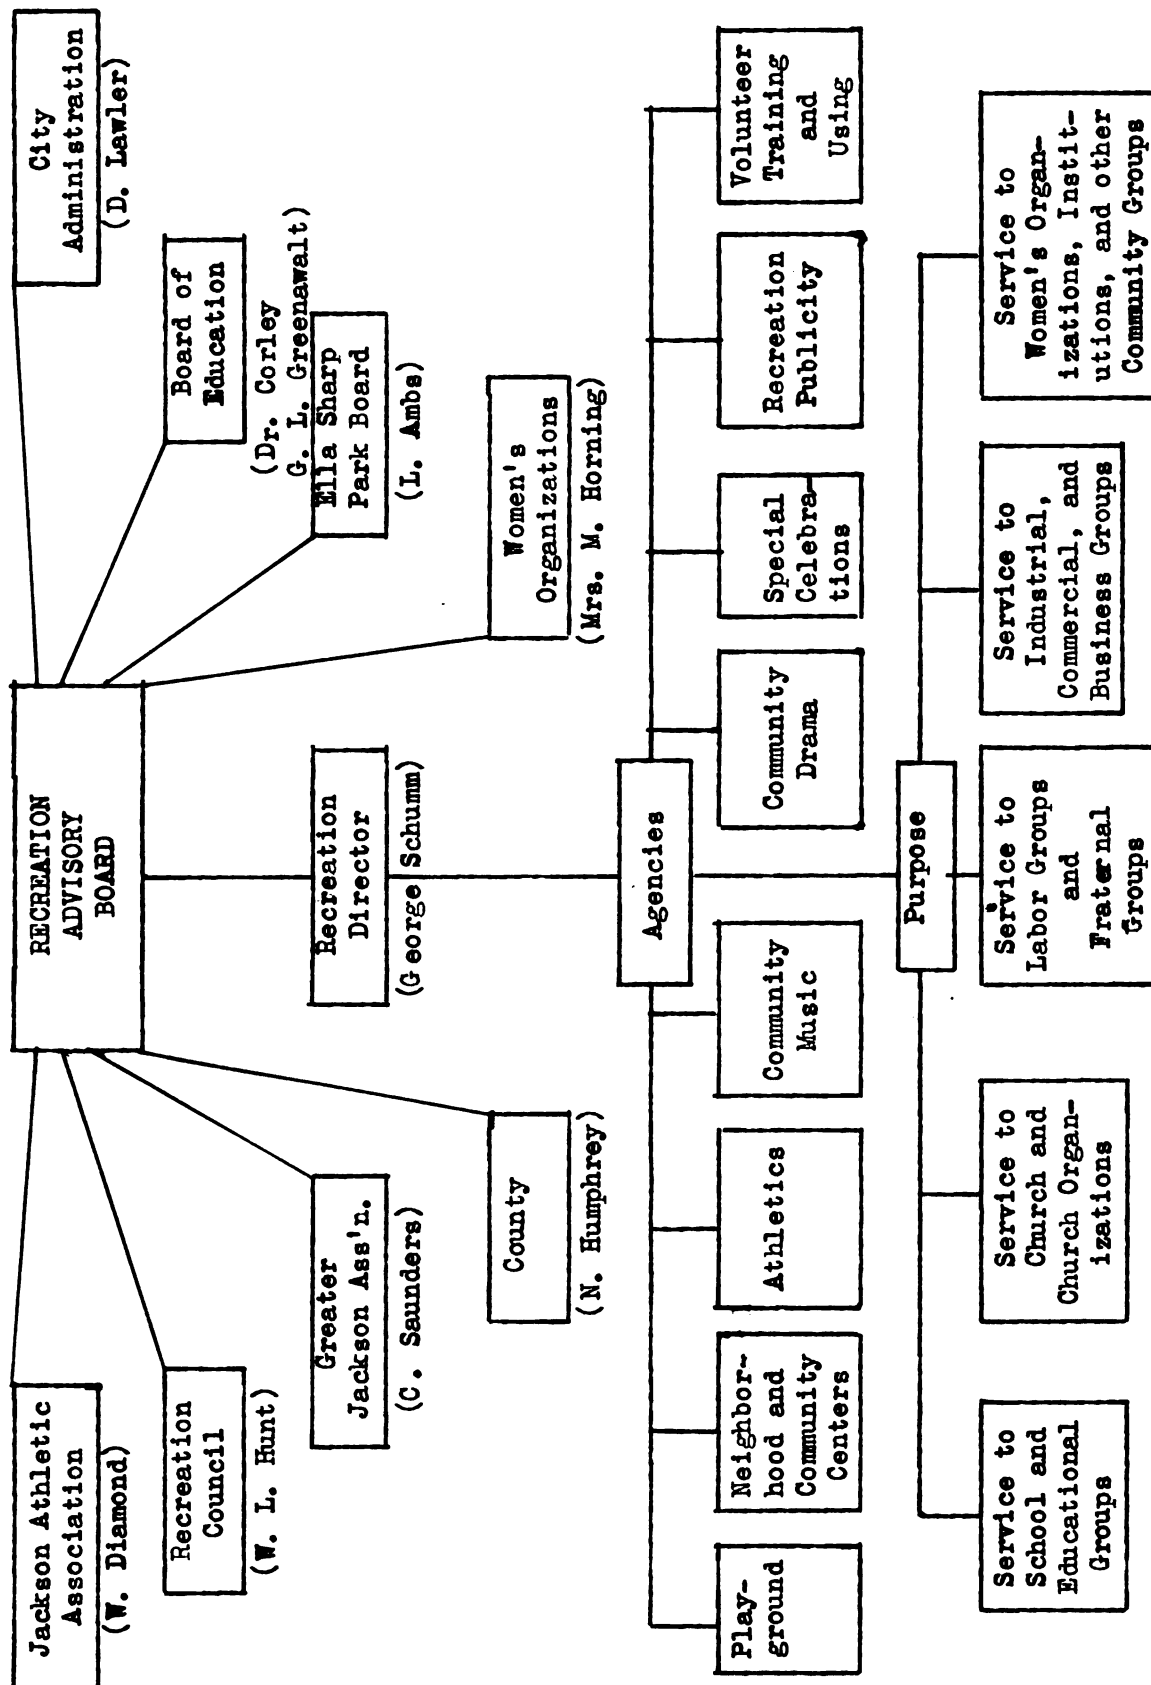 Jackson Athletic
Association
(W. Diamond)
Recreation
Council
(W. L. Hunt)
Greater
Jackson Ass'n.
(C. Saunders)
County
(N. Humphrey)
RECREATION
ADVISORY
BOARD
City
Administration
(D. Lawler)
Board of
Education
(Dr. Corley
G. L. Greenawalt)
Ella Sharp
Park Board
(L. Ambs)
Women's
Organizations
(Mrs. M. Horning)
Recreation
Director
(George Schumm)
Agencies
Play-
ground
Neighbor-
hood and
Community
Centers
Athletics
Community
Music
Community
Drama
Special
Celebra-
tions
Recreation
Publicity
Volunteer
Training
and
Using
Purpose
Service to
School and
Educational
Groups
Service to
Church and
Church Organ-
izations
Service to
Labor Groups
and
Fraternal
Groups
Service to
Industrial,
Commercial, and
Business Groups
Service to
Women's Organ-
izations, Instit-
utions, and other
Community Groups